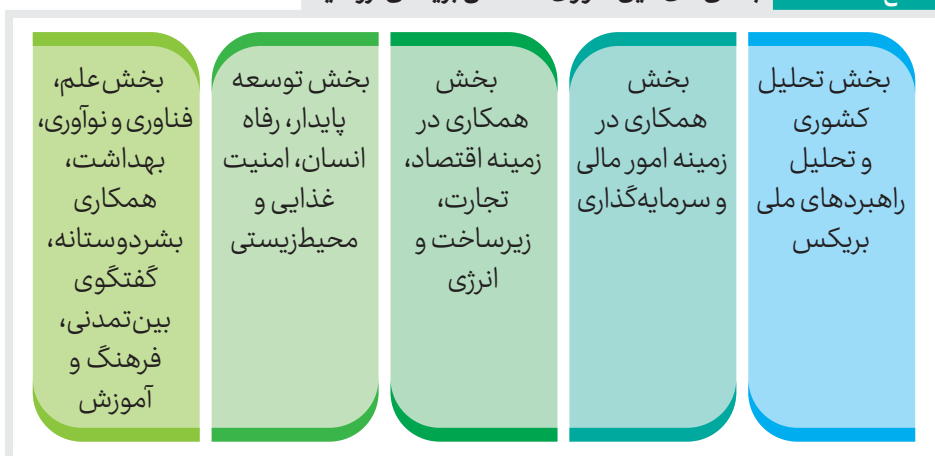 بخش تحلیل
کشوری
و تحلیل
راهبردهای ملی
بریکس
بخش
همکاری در
زمینه امور مالی
و سرمایه‌گذاری
بخش
همکاری در
زمینه اقتصاد،
تجارت،
زیرساخت و
انرژی
بخش توسعه
پایدار، رفاه
انسان، امنیت
غذایی و
محیط‌زیستی
بخش علم،
فناوری و نوآوری،
بهداشت،
همکاری
بشردوستانه،
گفتگوی
بین‌تمدنی،
فرهنگ و
آموزش